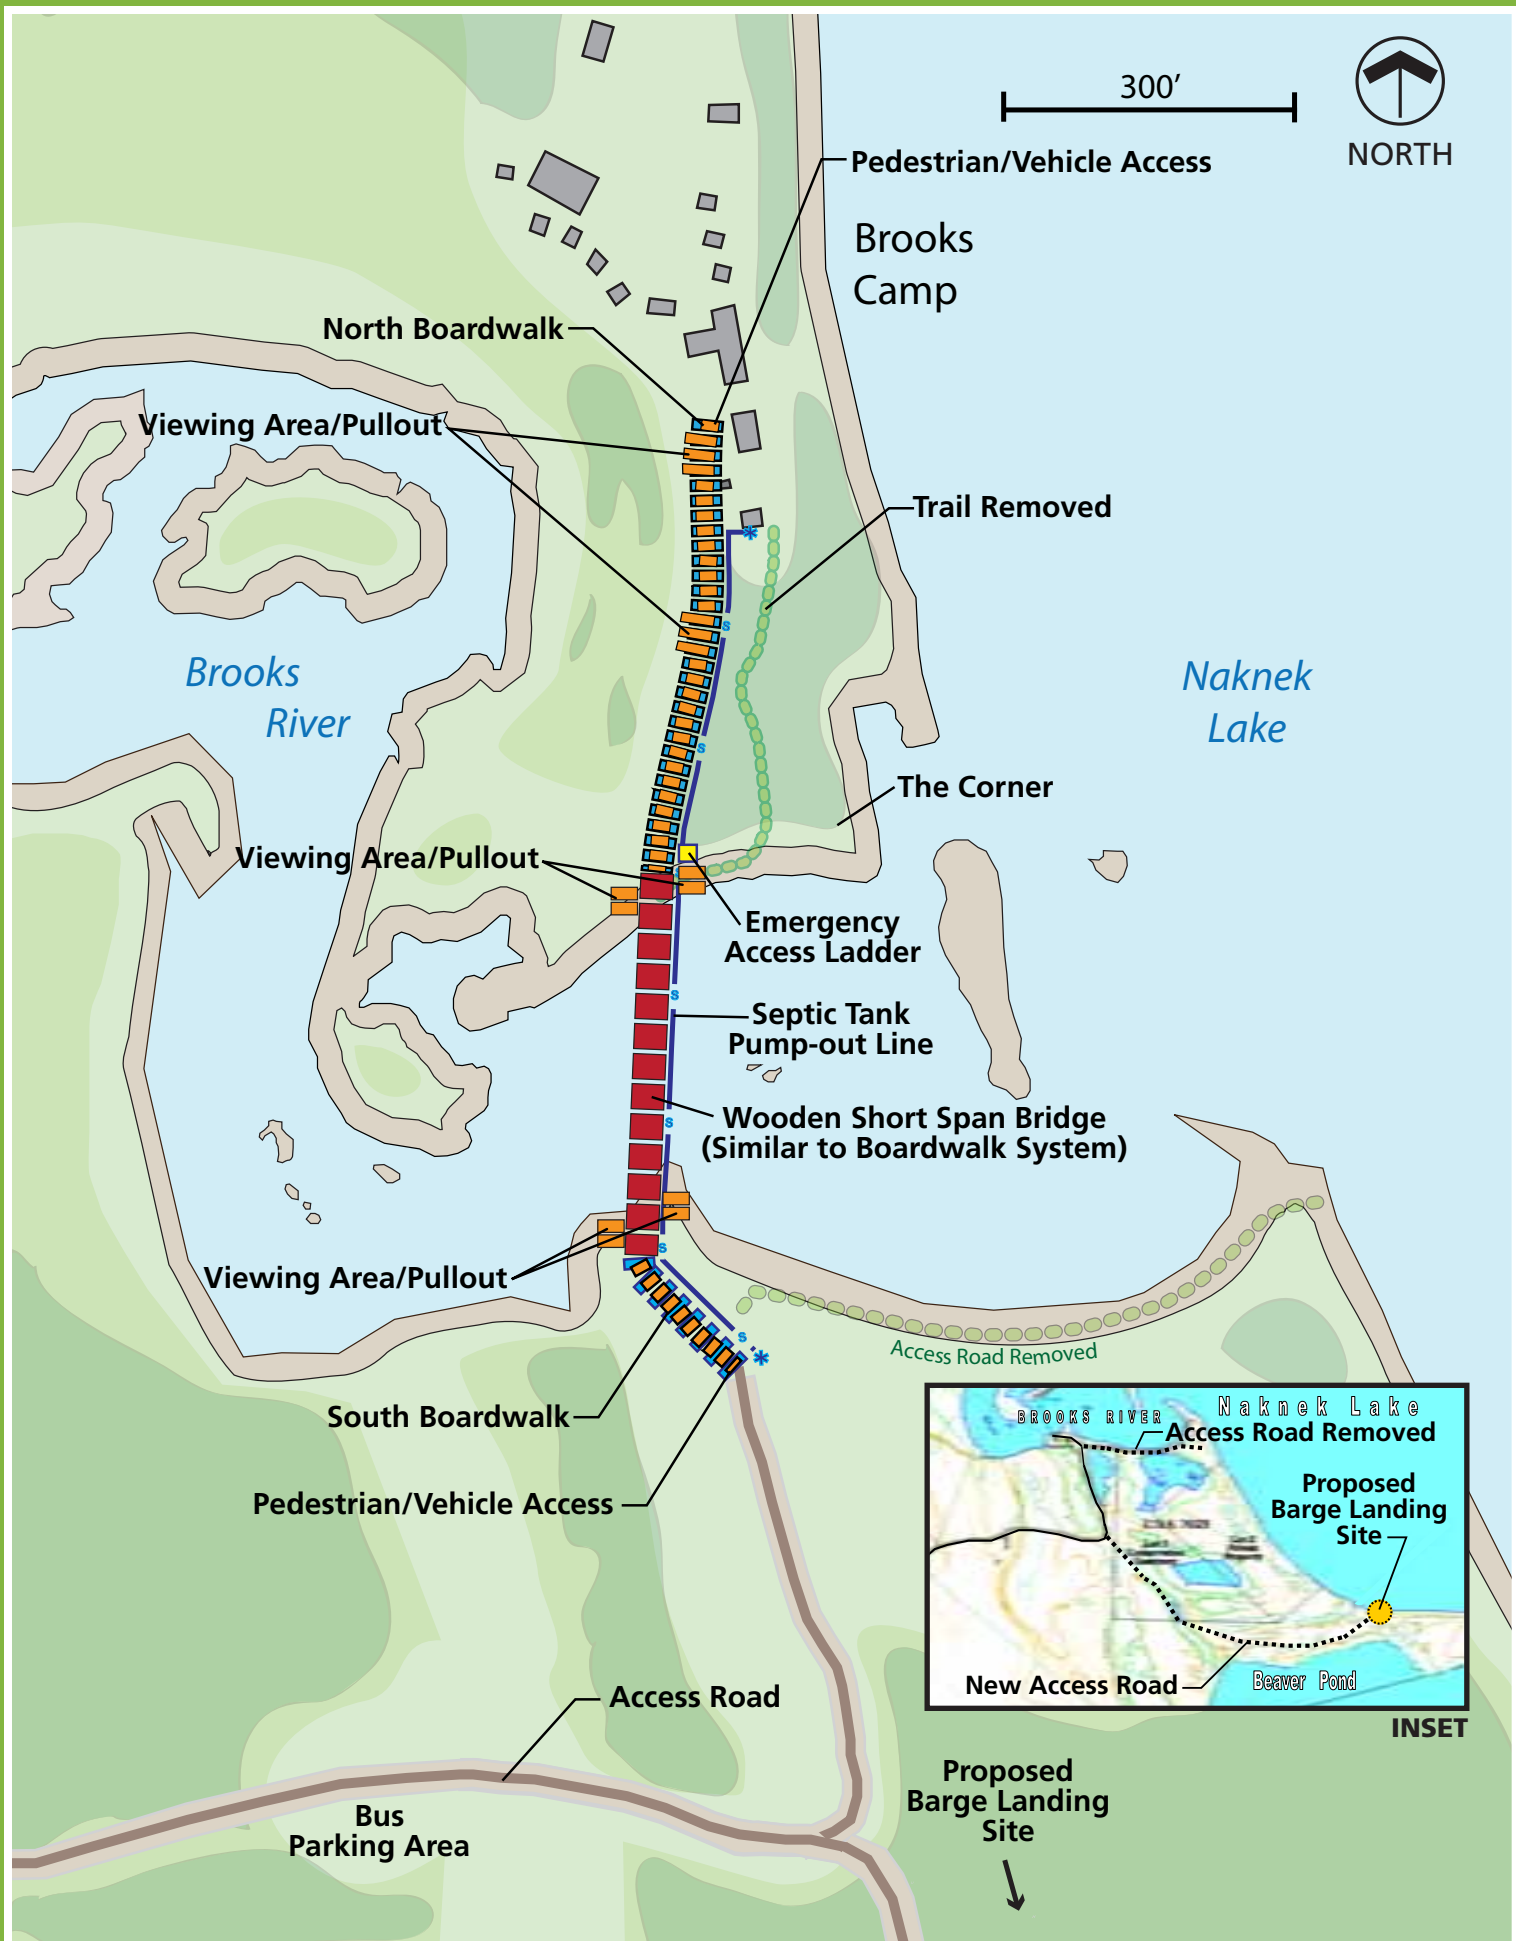 300'
NORTH
Pedestrian/Vehicle Access
Brooks
Camp
North Boardwalk
Viewing Area/Pullout
Trail Removed
Brooks
River
Naknek
Lake
s
s
The Corner
Viewing Area/Pullout
Emergency
Access Ladder
s
Septic Tank
Pump-out Line
Wooden Short Span Bridge
(Similar to Boardwalk System)
s
s
Viewing Area/Pullout
s
Access Road Removed
South Boardwalk
Pedestrian/Vehicle Access
BROOKS RIVER
Naknek Lake
Access Road Removed
Proposed
Barge Landing
Site
New Access Road
Beaver Pond
INSET
Access Road
Bus
Parking Area
Proposed
Barge Landing
Site